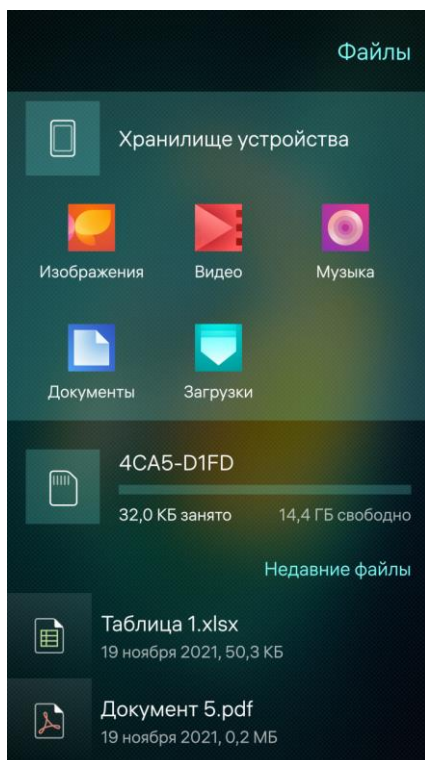 Файлы
Хранилище устройства
Изображения Видео Музыка
Документы Загрузки
4CA5-D1FD
32,0 КБ занято 14,4 ГБ свободно
Недавние файлы
Таблица 1.xlsx
19 ноября 2021, 50,3 КБ
Документ 5.pdf
19 ноября 2021, 0,2 МБ